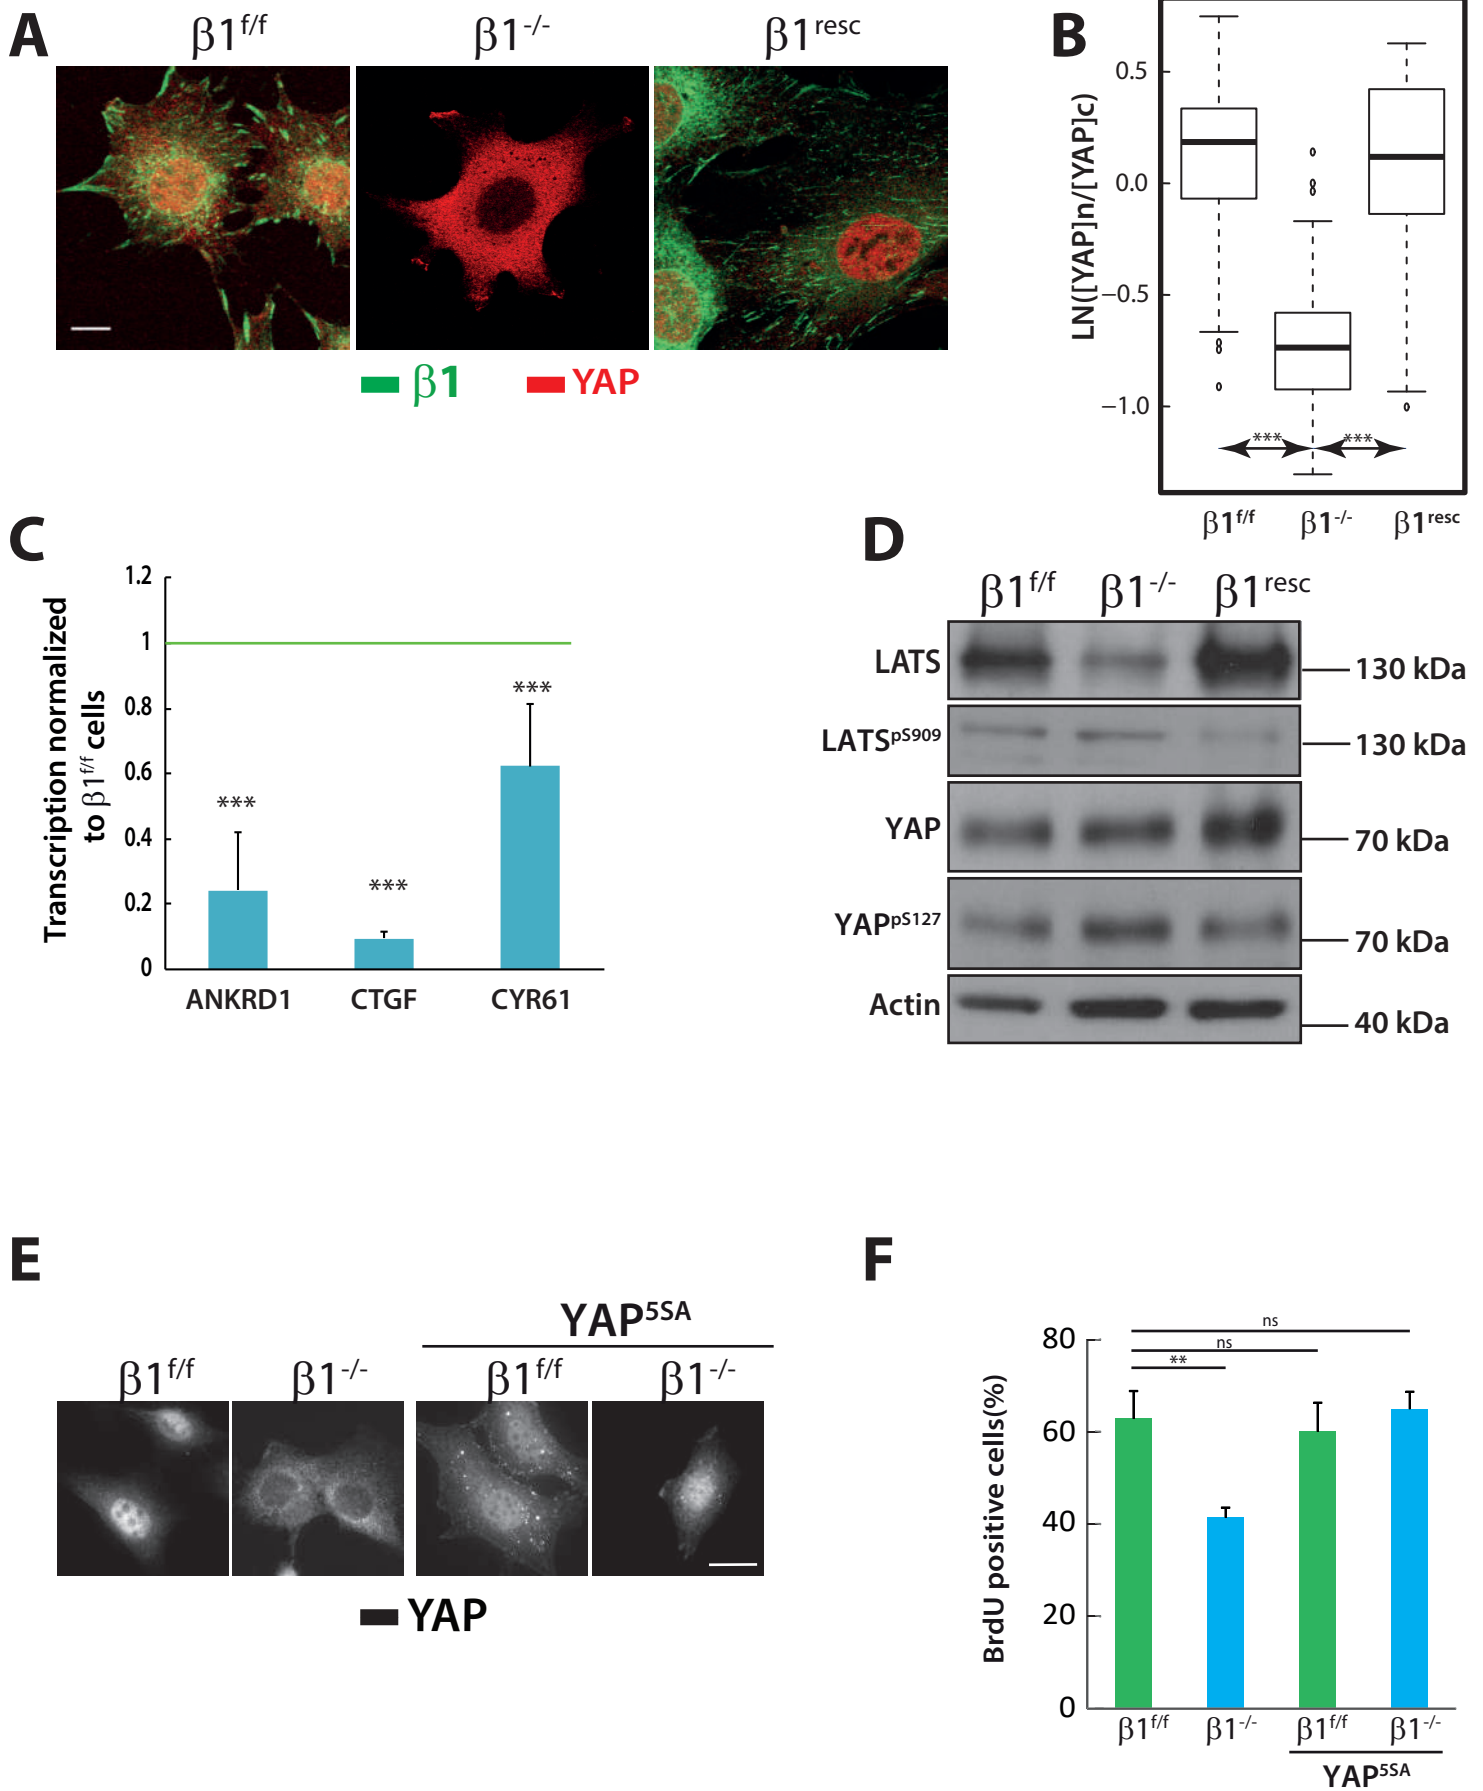 A
β1f/f
β1-/-
β1resc
β1
YAP
B
LN([YAP]n/[YAP]c)
0.5
0.0
−0.5
−1.0
***
***
β1f/f
β1-/-
β1resc
C
Transcription normalized
to β1f/f cells
1.2
1
0.8
0.6
0.4
0.2
0
***
***
***
ANKRD1
CTGF
CYR61
D
β1f/f
β1-/-
β1resc
LATS
130 kDa
LATSpS909
130 kDa
YAP
70 kDa
YAPpS127
70 kDa
Actin
40 kDa
E
YAP5SA
β1f/f
β1-/-
β1f/f
β1-/-
YAP
F
BrdU positive cells(%)
80
60
40
20
0
ns
ns
**
β1f/f
β1-/-
β1f/f
β1-/-
YAP5SA